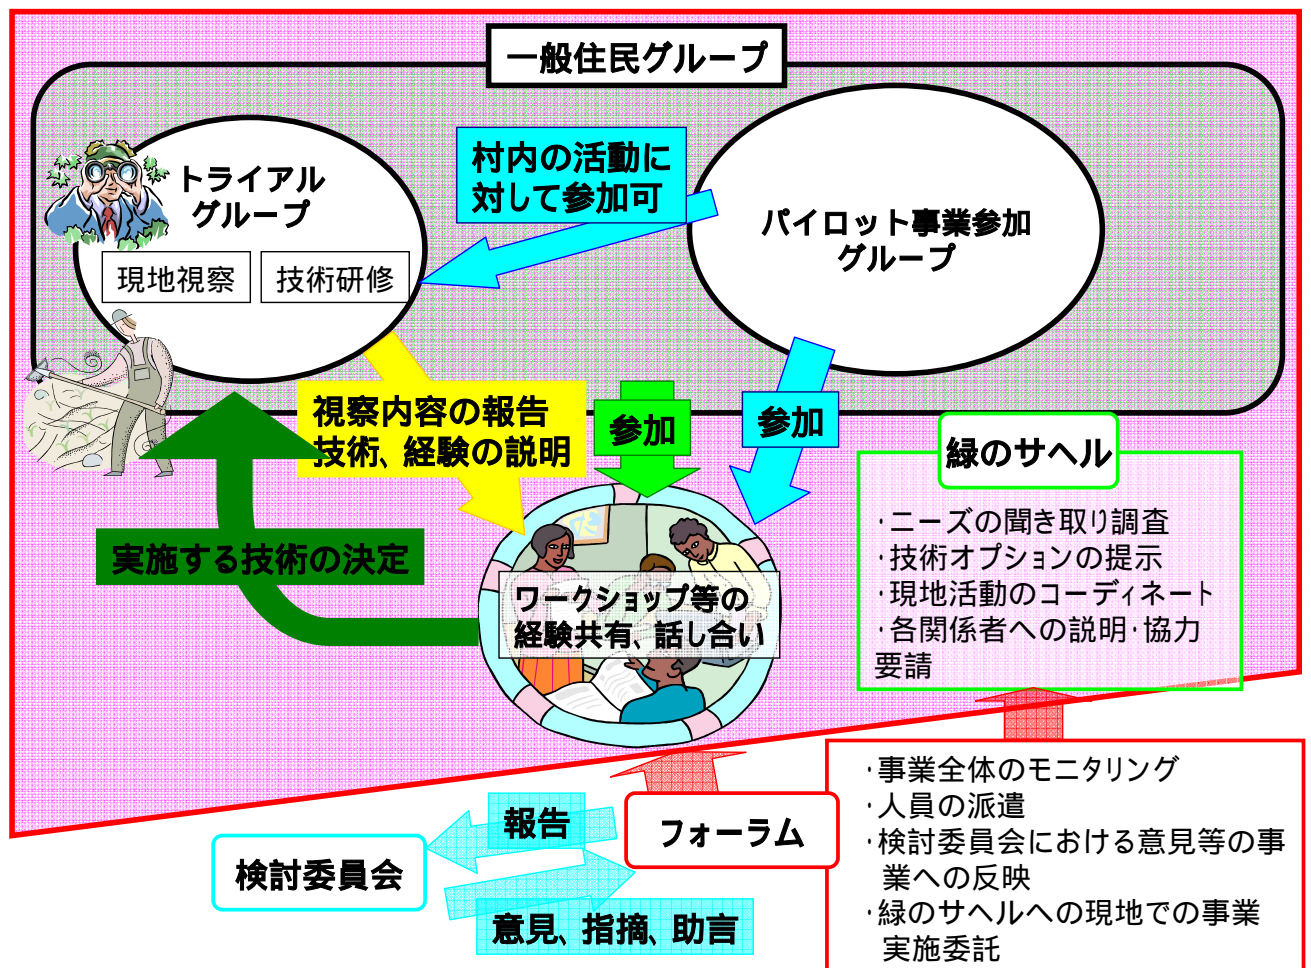 一般住民グループ
トライアル
グループ
現地視察
技術研修
村内の活動に
対して参加可
パイロット事業参加
グループ
視察内容の報告
技術、経験の説明
参加
参加
実施する技術の決定
ワークショップ等の
経験共有、話し合い
緑のサヘル
・ニーズの聞き取り調査
・技術オプションの提示
・現地活動のコーディネート
・各関係者への説明・協力
要請
フォーラム
・事業全体のモニタリング
・人員の派遣
・検討委員会における意見等の事
業への反映
・緑のサヘルへの現地での事業
実施委託
報告
検討委員会
意見、指摘、助言